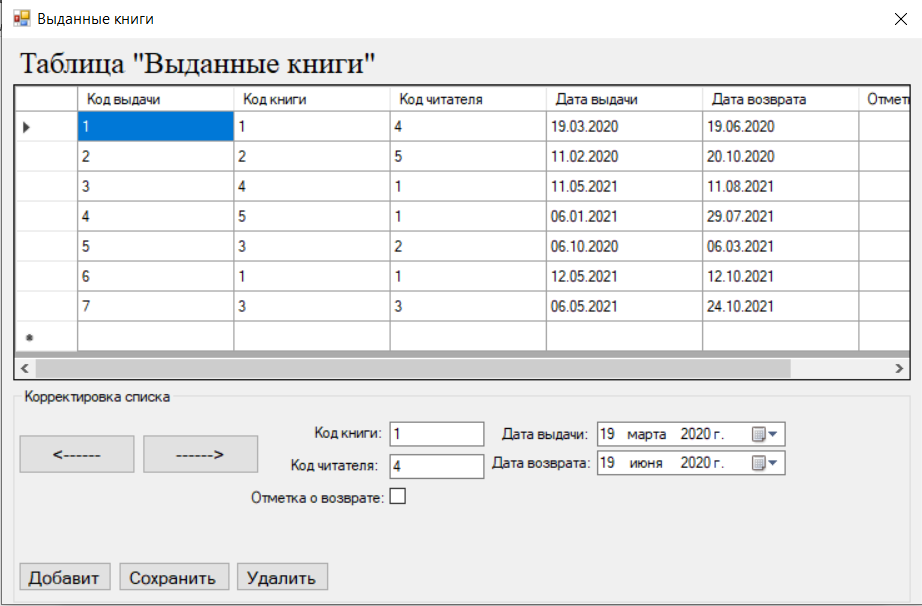 Выданные книги
Таблица "Выданные книги"
Код выдачи Код книги Код читателя Дата выдачи Дата возврата Отмет
1 1 4 19.03.2020 19.06.2020
2 2 5 11.02.2020 20.10.2020
3 4 1 11.05.2021 11.08.2021
4 5 1 06.01.2021 29.07.2021
5 3 2 06.10.2020 06.03.2021
6 1 1 12.05.2021 12.10.2021
7 3 3 06.05.2021 24.10.2021
Корректировка списка
<------ ------> Код книги: 1 Дата выдачи: 19 марта 2020 г.
Код читателя: 4 Дата возврата: 19 июня 2020 г.
Отметка о возврате:
Добавит Сохранить Удалить